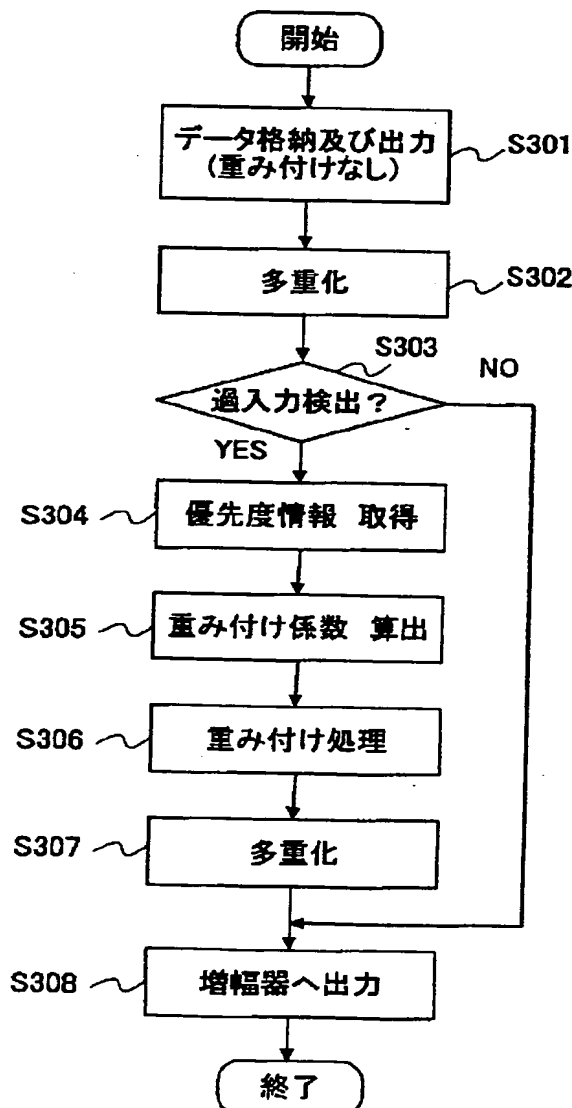 開始
データ格納及び出力
(重み付けなし)
S301
多重化
S302
S303
過入力検出?
NO
YES
S304
優先度情報 取得
S305
重み付け係数 算出
S306
重み付け処理
S307
多重化
S308
増幅器へ出力
終了